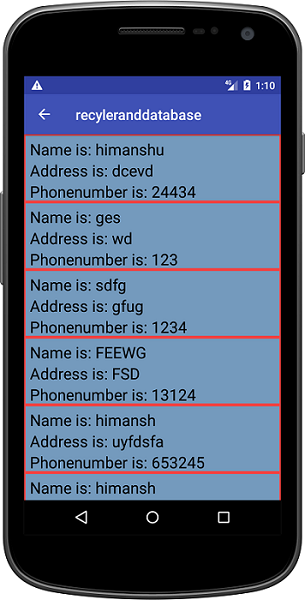 4G 1:10
recyleranddatabase
Name is: himanshu
Address is: dcevd
Phonenumber is: 24434
Name is: ges
Address is: wd
Phonenumber is: 123
Name is: sdfg
Address is: gfug
Phonenumber is: 1234
Name is: FEEWG
Address is: FSD
Phonenumber is: 13124
Name is: himansh
Address is: uyfdsfa
Phonenumber is: 653245
Name is: himansh